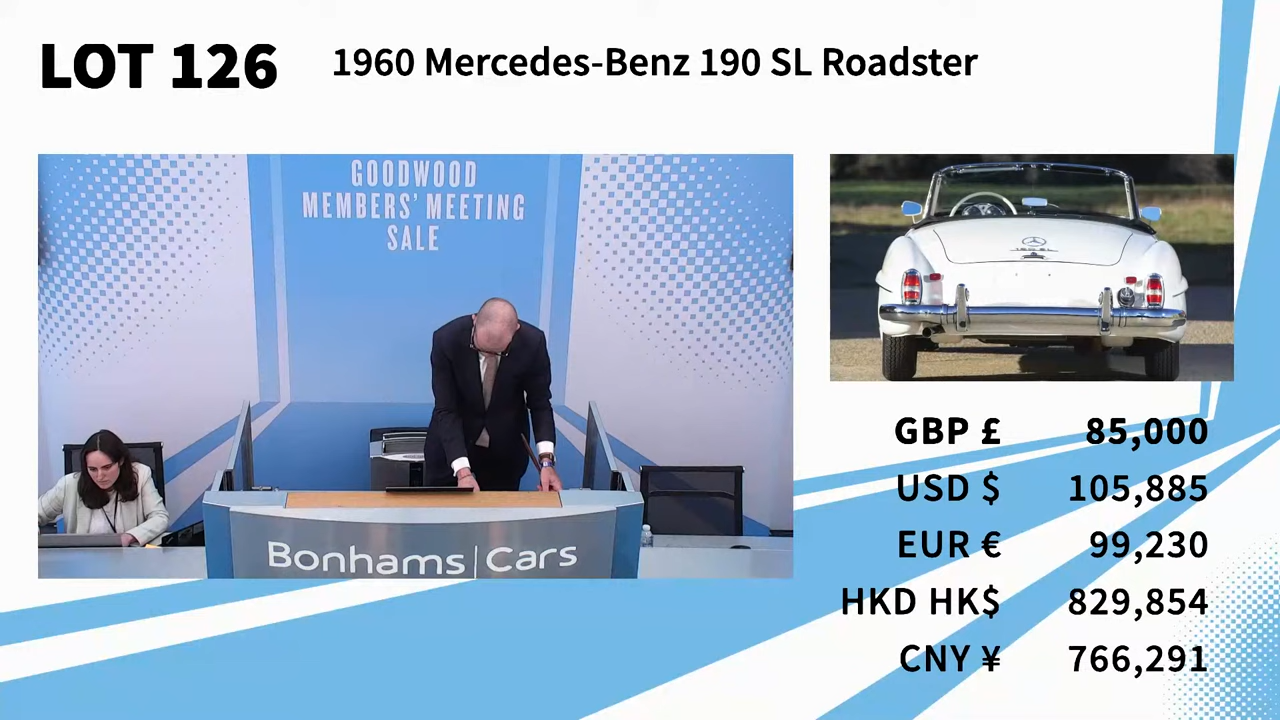 LOT 126 1960 Mercedes-Benz 190 SL Roadster
GOODWOOD
MEMBERS' MEETING
SALE
Bonhams | Cars
GBP £ 85,000
USD $ 105,885
EUR € 99,230
HKD HK$ 829,854
CNY ¥ 766,291